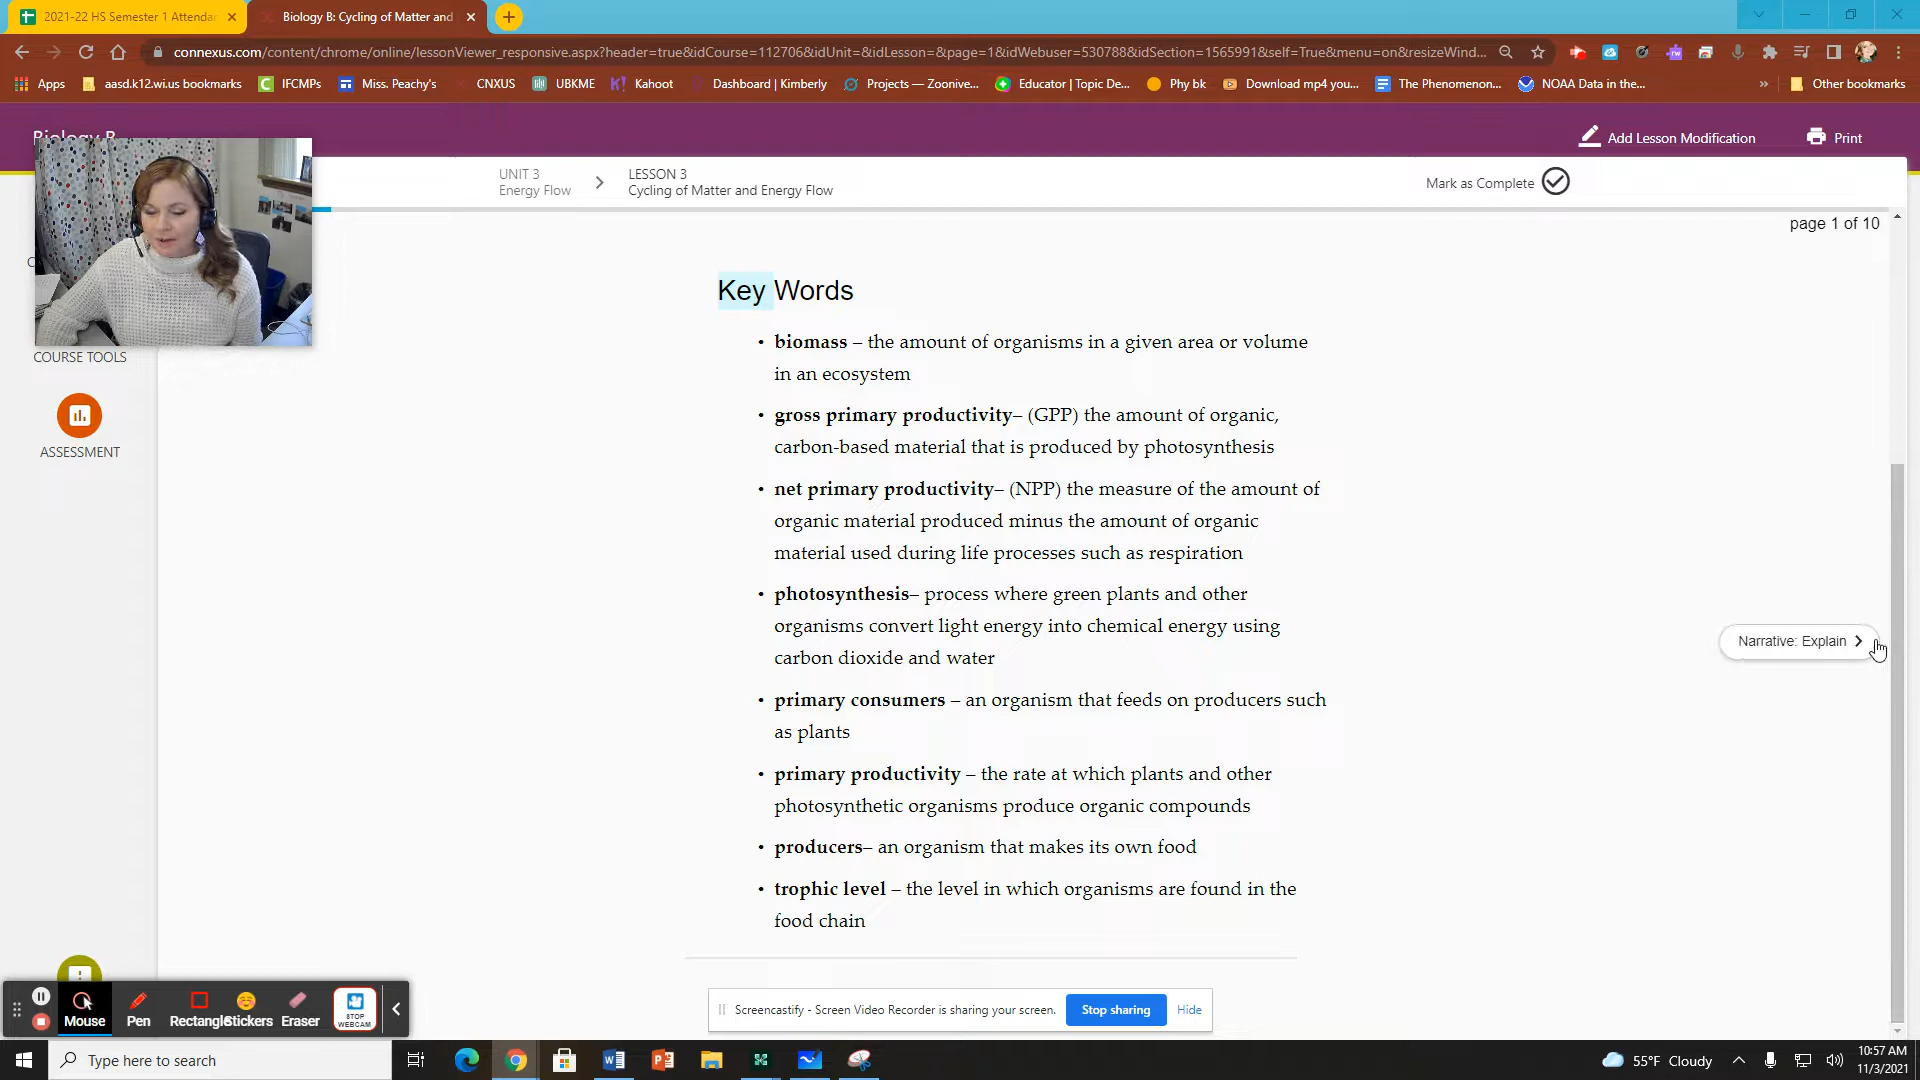 2021-22 HS Semester 1 Attendan
Biology B: Cycling of Matter and
connexus.com/content/chrome/online/lessonViewer_responsive.aspx?header=true&idCourse=112706&idUnit=&idLesson=&page=1&idWebuser=530788&idSection=1565991&self=True&menu=on&resizeWind...
Apps
aasd.k12.wi.us bookmarks
IFCMPs
Miss. Peachy's
CNXUS
UBKME
Kahoot
Dashboard | Kimberly
Projects — Zoonive...
Educator | Topic De...
Phy bk
Download mp4 you...
The Phenomenon...
NOAA Data in the...
»
Other bookmarks
Biology B
Add Lesson Modification
Print
UNIT 3
Energy Flow
LESSON 3
Cycling of Matter and Energy Flow
Mark as Complete
page 1 of 10
Key Words
• biomass – the amount of organisms in a given area or volume
in an ecosystem
• gross primary productivity– (GPP) the amount of organic,
carbon-based material that is produced by photosynthesis
• net primary productivity– (NPP) the measure of the amount of
organic material produced minus the amount of organic
material used during life processes such as respiration
• photosynthesis– process where green plants and other
organisms convert light energy into chemical energy using
carbon dioxide and water
• primary consumers – an organism that feeds on producers such
as plants
• primary productivity – the rate at which plants and other
photosynthetic organisms produce organic compounds
• producers– an organism that makes its own food
• trophic level – the level in which organisms are found in the
food chain
COURSE TOOLS
ASSESSMENT
Narrative: Explain
Mouse
Pen
Rectangle
Stickers
Eraser
STOP
WEBCAM
Screencastify - Screen Video Recorder is sharing your screen.
Stop sharing
Hide
Type here to search
55°F Cloudy
10:57 AM
11/3/2021